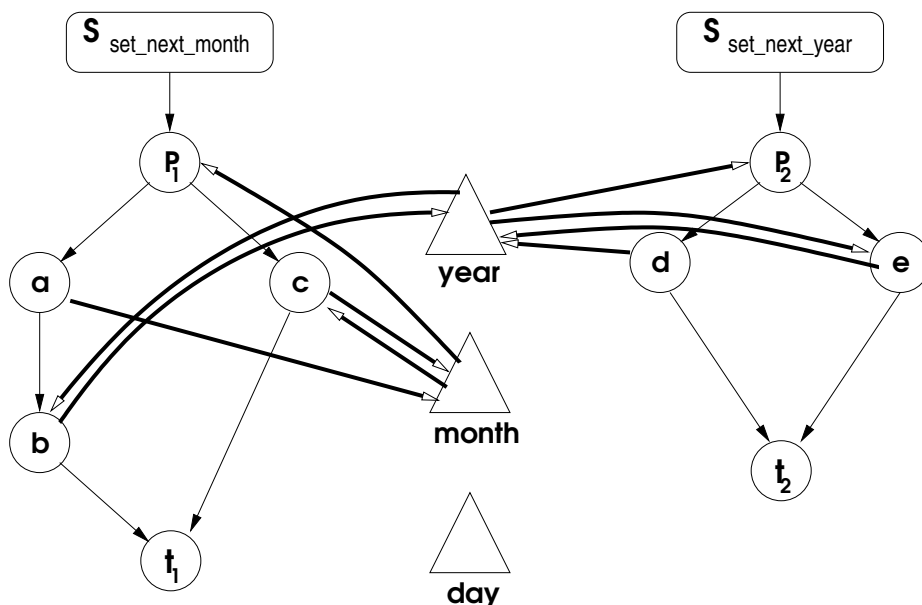 S set_next_month
S set_next_year
P1
P2
a
c
year
d
e
b
month
t2
t1
day